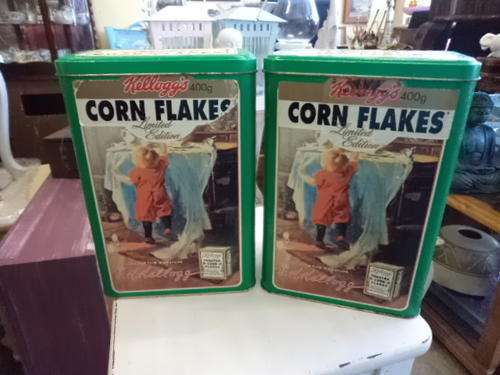 Kellogg's 400g
CORN FLAKES
Limited
Edition
Kellogg
Kellogg's 400g
CORN FLAKES
Limited
Edition
Kellogg